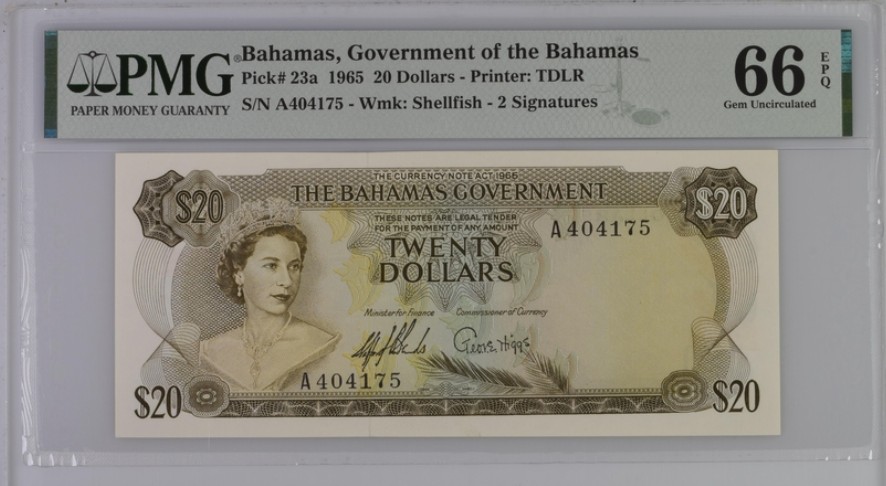 PMG®
PAPER MONEY GUARANTY
Bahamas, Government of the Bahamas
Pick# 23a 1965 20 Dollars - Printer: TDLR
S/N A404175 - Wmk: Shellfish - 2 Signatures
66
EPQ
Gem Uncirculated
THE CURRENCY NOTE ACT 1965
THE BAHAMAS GOVERNMENT
$20
$20
THESE NOTES ARE LEGAL TENDER
FOR THE PAYMENT OF ANY AMOUNT
A404175
TWENTY
DOLLARS
Minister for Finance
Commissioner of Currency
Geo. E. Higgs
A404175
$20
$20